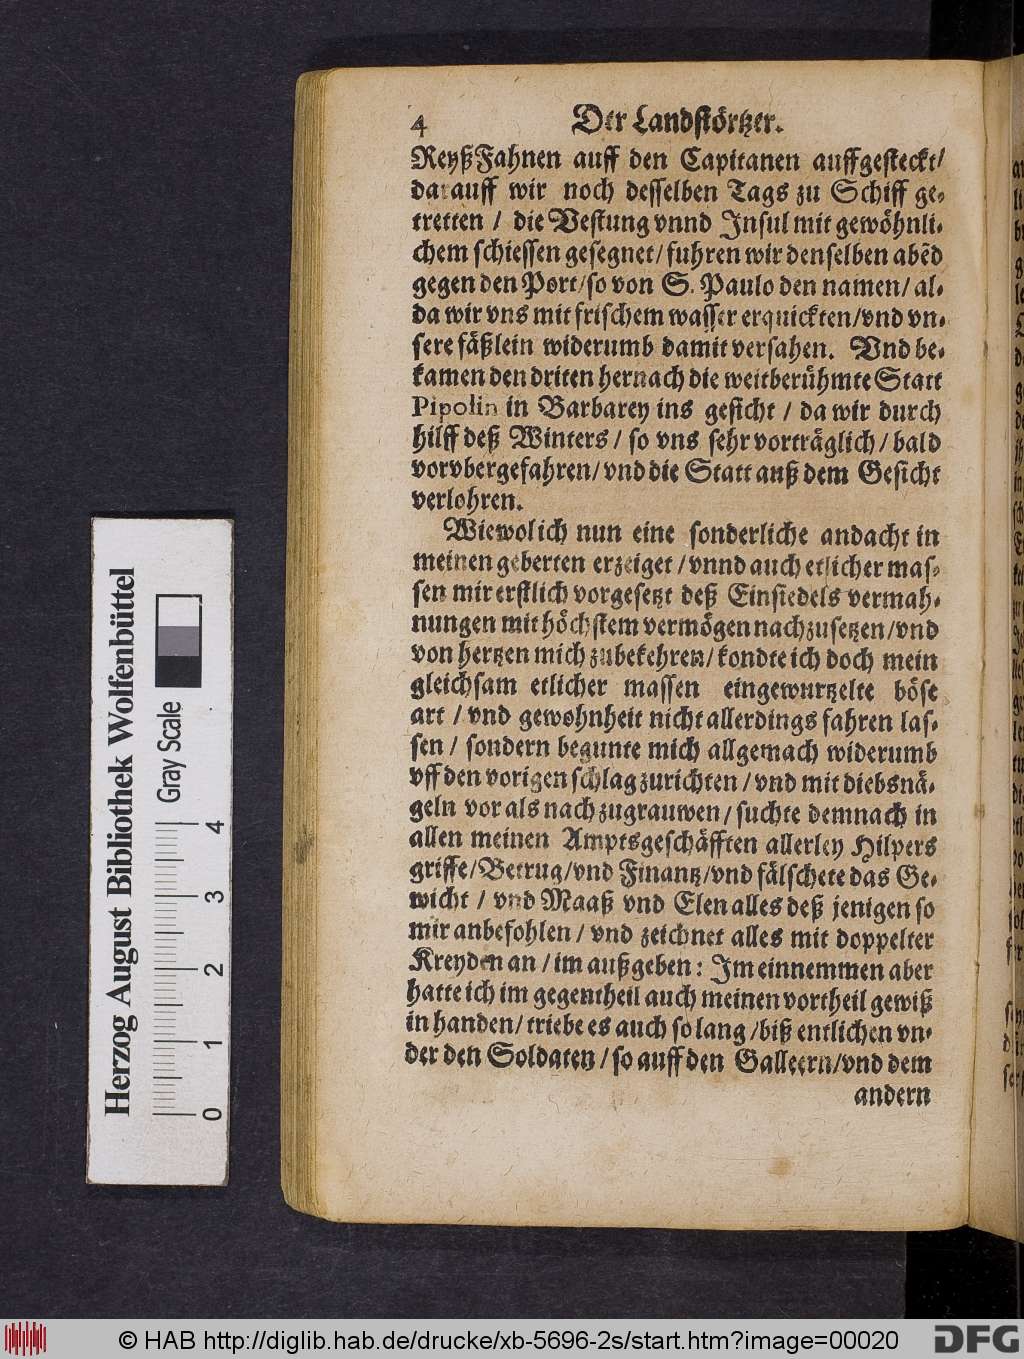 4 Der Landstörtzer.
ReyßFahnen auff den Capitanen auffgesteckt/
darauff wir noch desselben Tags zu Schiff ge-
tretten / die Vestung vnnd Insul mit gewöhnli-
chem schiessen gesegnet/ fuhren wir denselben abẽd
gegen den Port/ so von S. Paulo den namen/ al-
da wir vns mit frischem wasser erquickten/ vnd vn-
sere fäßlein widerumb damit versahen. Vnd be-
kamen den driten hernach die weitberühmte Statt
Pipolin in Barbarey ins gesicht / da wir durch
hilff deß Winters / so vns sehr vorträglich / bald
vorvbergefahren/ vnd die Statt auß dem Gesicht
verlohren.
Wiewol ich nun eine sonderliche andacht in
meinen geberten erzeiget / vnnd auch etlicher mas-
sen mir erstlich vorgesetzt deß Einsiedels vermah-
nungen mit höchstem vermögen nachzusetzen / vnd
von hertzen mich zubekehren/ kondte ich doch mein
gleichsam etlicher massen eingewurtzelte böse
art / vnd gewohnheit nicht allerdings fahren las-
sen / sondern begunte mich allgemach widerumb
vff den vorigen schlag zurichten / vnd mit diebsnä-
geln vor als nach zugrauwen / suchte demnach in
allen meinen Amptsgeschäfften allerley Hilpers
griffe/ Betrug/ vnd Finantz/ vnd fälschete das Ge-
wicht / vnd Maaß vnd Elen alles deß jenigen so
mir anbefohlen / vnd zeichnet alles mit doppelter
Kreyden an / im außgeben: Im einnemmen aber
hatte ich im gegentheil auch meinen vortheil gewiß
in handen/ triebe es auch so lang / biß entlichen vn-
der den Soldaten / so auff den Galleern/ vnd dem
andern
Herzog August Bibliothek Wolfenbüttel
Gray Scale
0 1 2 3 4
© HAB http://diglib.hab.de/drucke/xb-5696-2s/start.htm?image=00020
DFG